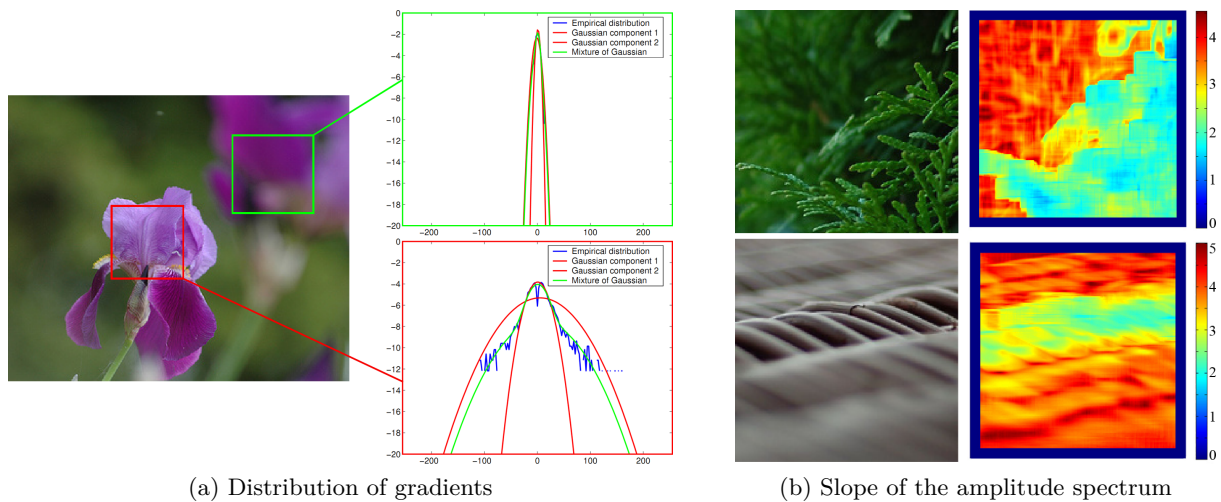 Empirical distribution
Gaussian component 1
Gaussian component 2
Mixture of Gaussian
0
−2
−4
−6
−8
−10
−12
−14
−16
−18
−20
−200 −100 0 100 200
Empirical distribution
Gaussian component 1
Gaussian component 2
Mixture of Gaussian
0
−2
−4
−6
−8
−10
−12
−14
−16
−18
−20
−200 −100 0 100 200
4
3
2
1
0
5
4
3
2
1
0
(a) Distribution of gradients
(b) Slope of the amplitude spectrum